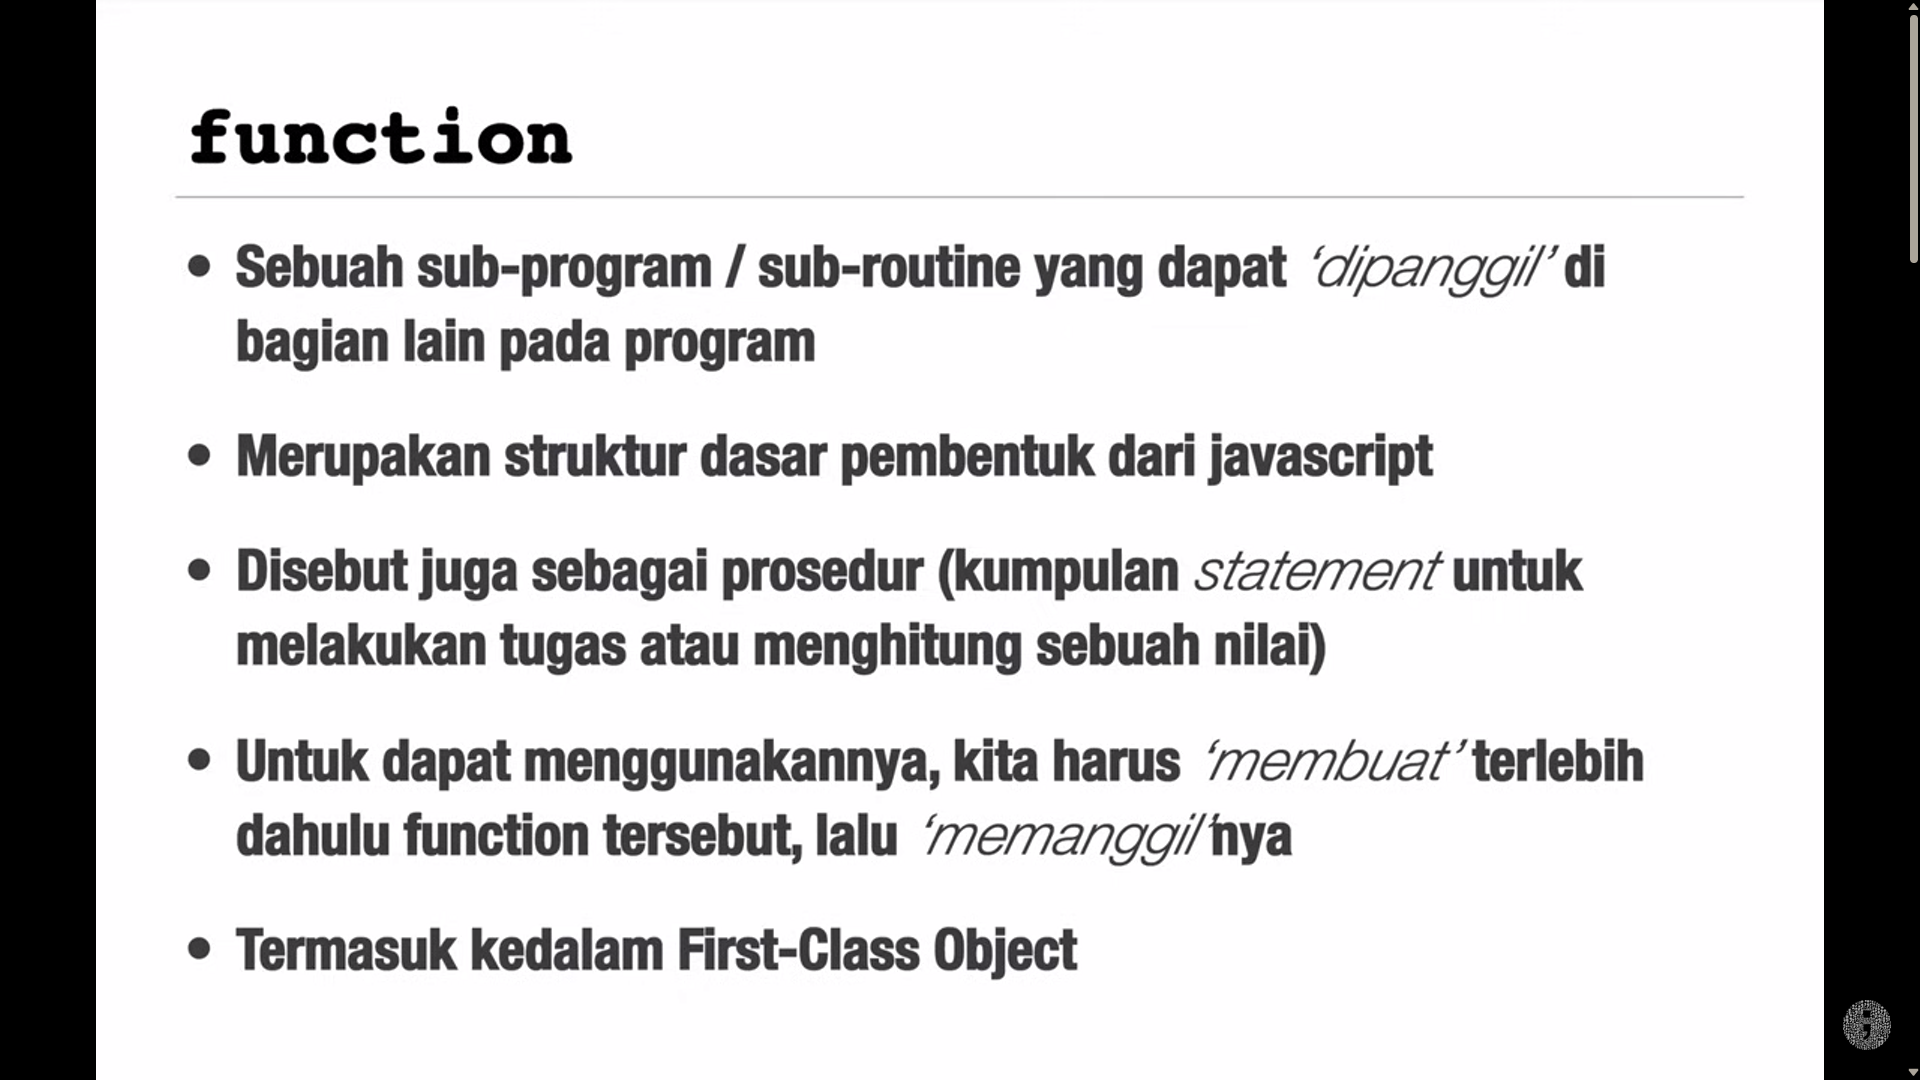 function
• Sebuah sub-program / sub-routine yang dapat ‘dipanggil’ di
bagian lain pada program
• Merupakan struktur dasar pembentuk dari javascript
• Disebut juga sebagai prosedur (kumpulan statement untuk
melakukan tugas atau menghitung sebuah nilai)
• Untuk dapat menggunakannya, kita harus ‘membuat’ terlebih
dahulu function tersebut, lalu ‘memanggil’nya
• Termasuk kedalam First-Class Object